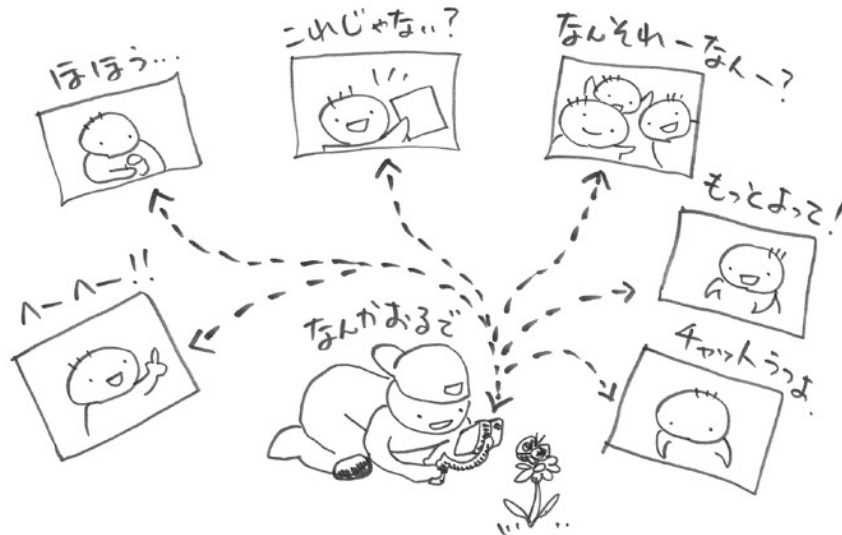 これじゃない?
なんそれーなんー?
ほほう…
もっとよって!
へーへー!!
なんかおるで
チャットうつよ.